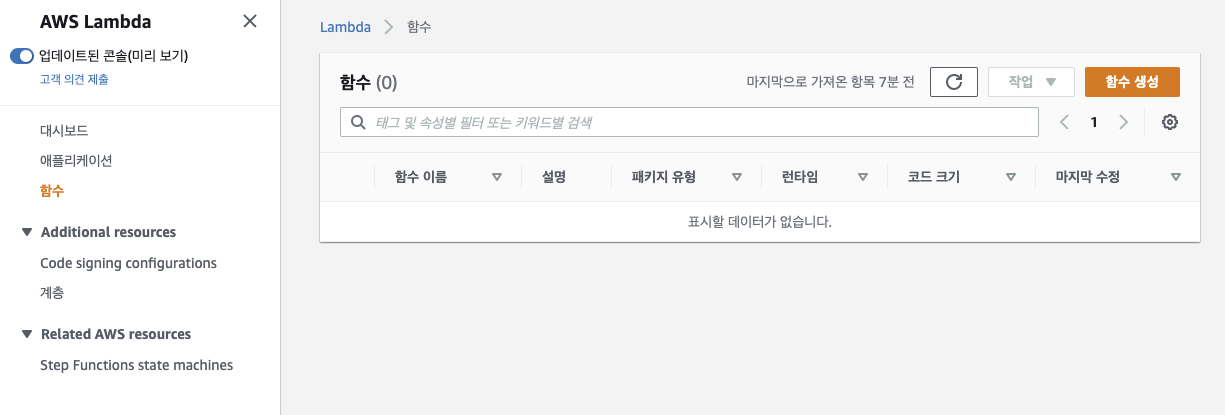 AWS Lambda
업데이트된 콘솔(미리 보기)
고객 의견 제출
대시보드
애플리케이션
함수
Additional resources
Code signing configurations
계층
Related AWS resources
Step Functions state machines
Lambda 함수
함수 (0) 마지막으로 가져온 항목 7분 전 작업 함수 생성
태그 및 속성별 필터 또는 키워드별 검색 1
함수 이름 설명 패키지 유형 런타임 코드 크기 마지막 수정
표시할 데이터가 없습니다.